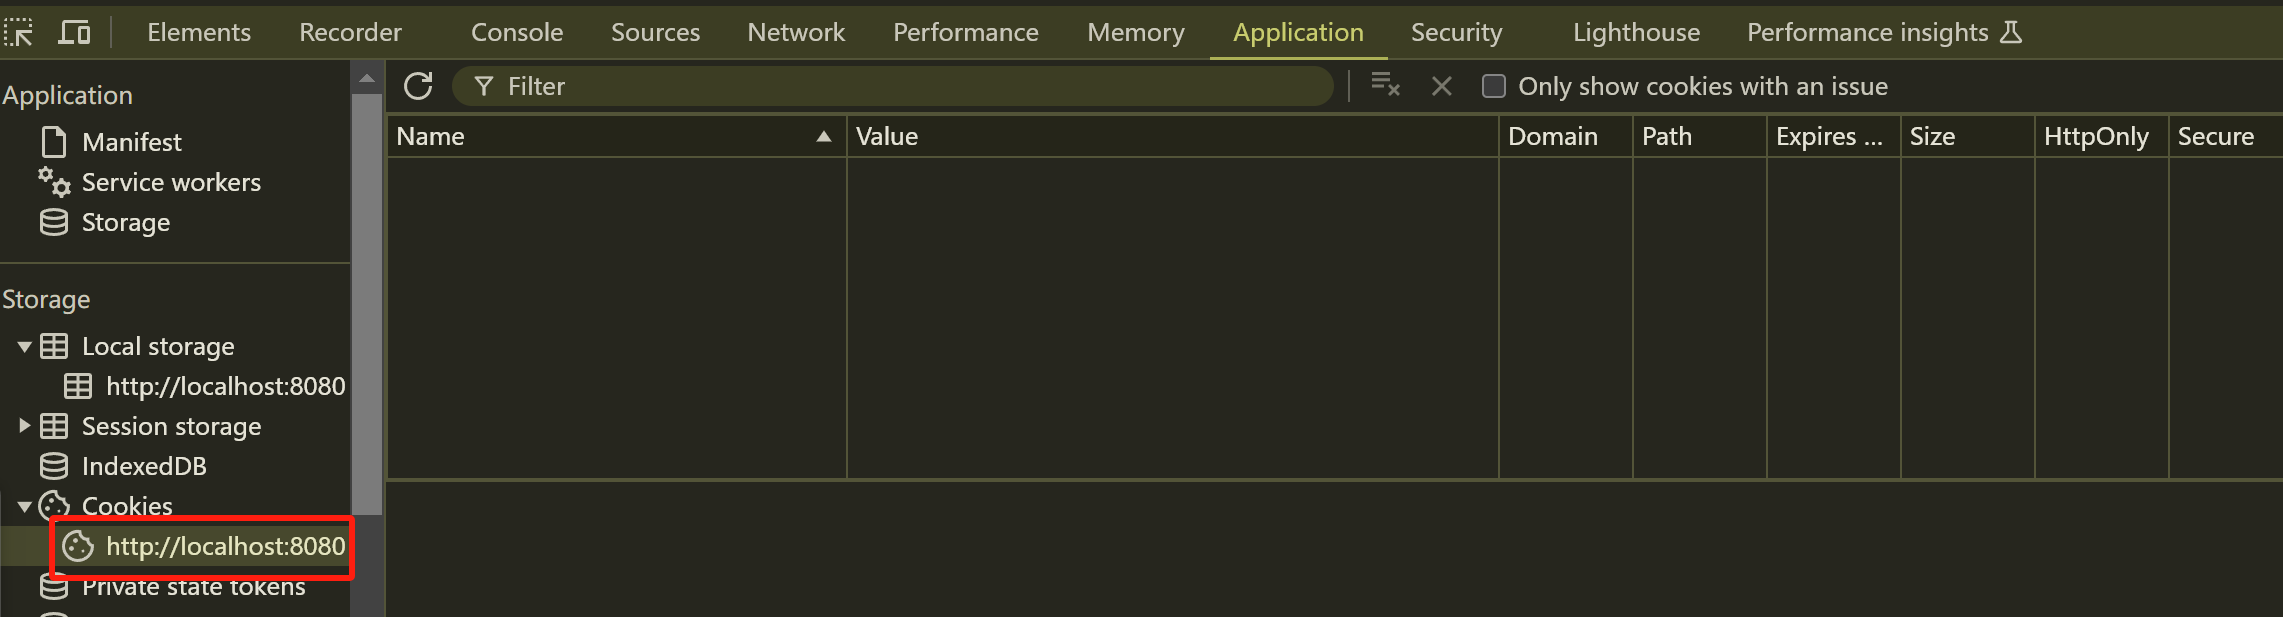 Elements Recorder Console Sources Network Performance Memory Application Security Lighthouse Performance insights
Application
Manifest
Service workers
Storage
Storage
Local storage
http://localhost:8080
Session storage
IndexedDB
Cookies
http://localhost:8080
Private state tokens
Filter Only show cookies with an issue
Name Value Domain Path Expires ... Size HttpOnly Secure